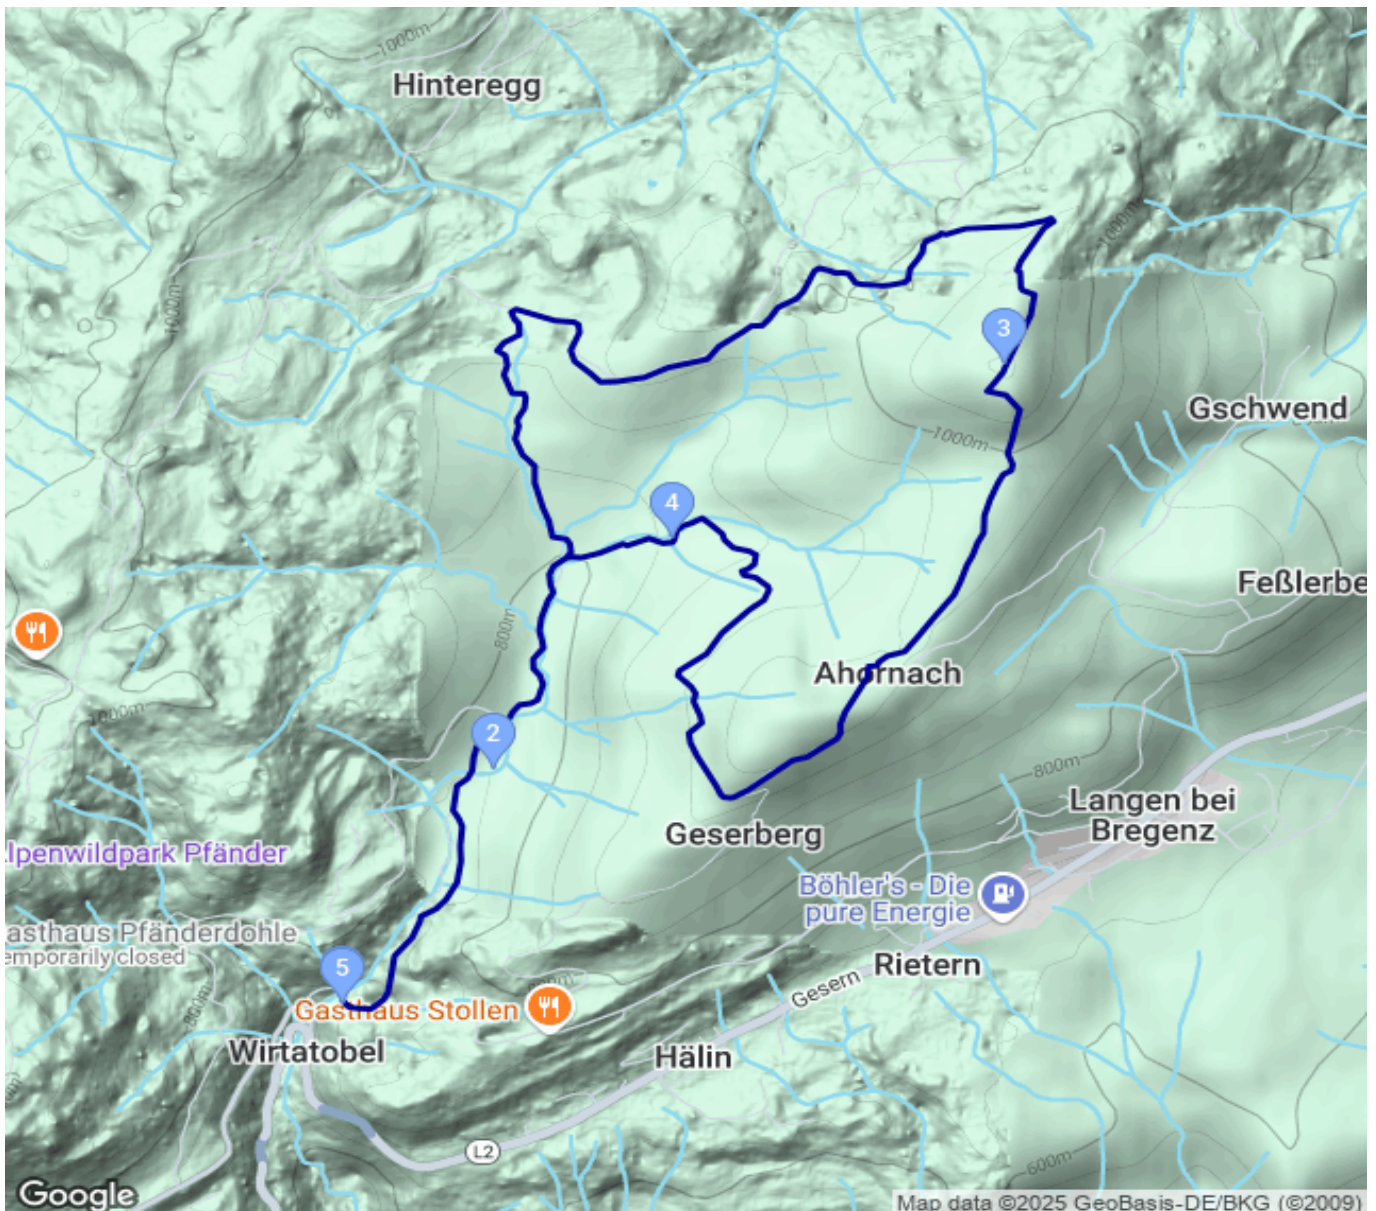 1000m
Hinteregg
1000m
1000m
3
Gschwend
1000m
4
Feßlerbe
800m
Ahornach
1000m
2
800m
Langen bei
Bregenz
Geserberg
lpenwildpark Pfänder
Böhler's - Die
pure Energie
asthaus Pfänderdohle
emporarily closed
5
Rietern
Gesern
Gasthaus Stollen
800m
Wirtatobel
Hälin
L2
600m
Google
Map data ©2025 GeoBasis-DE/BKG (©2009)